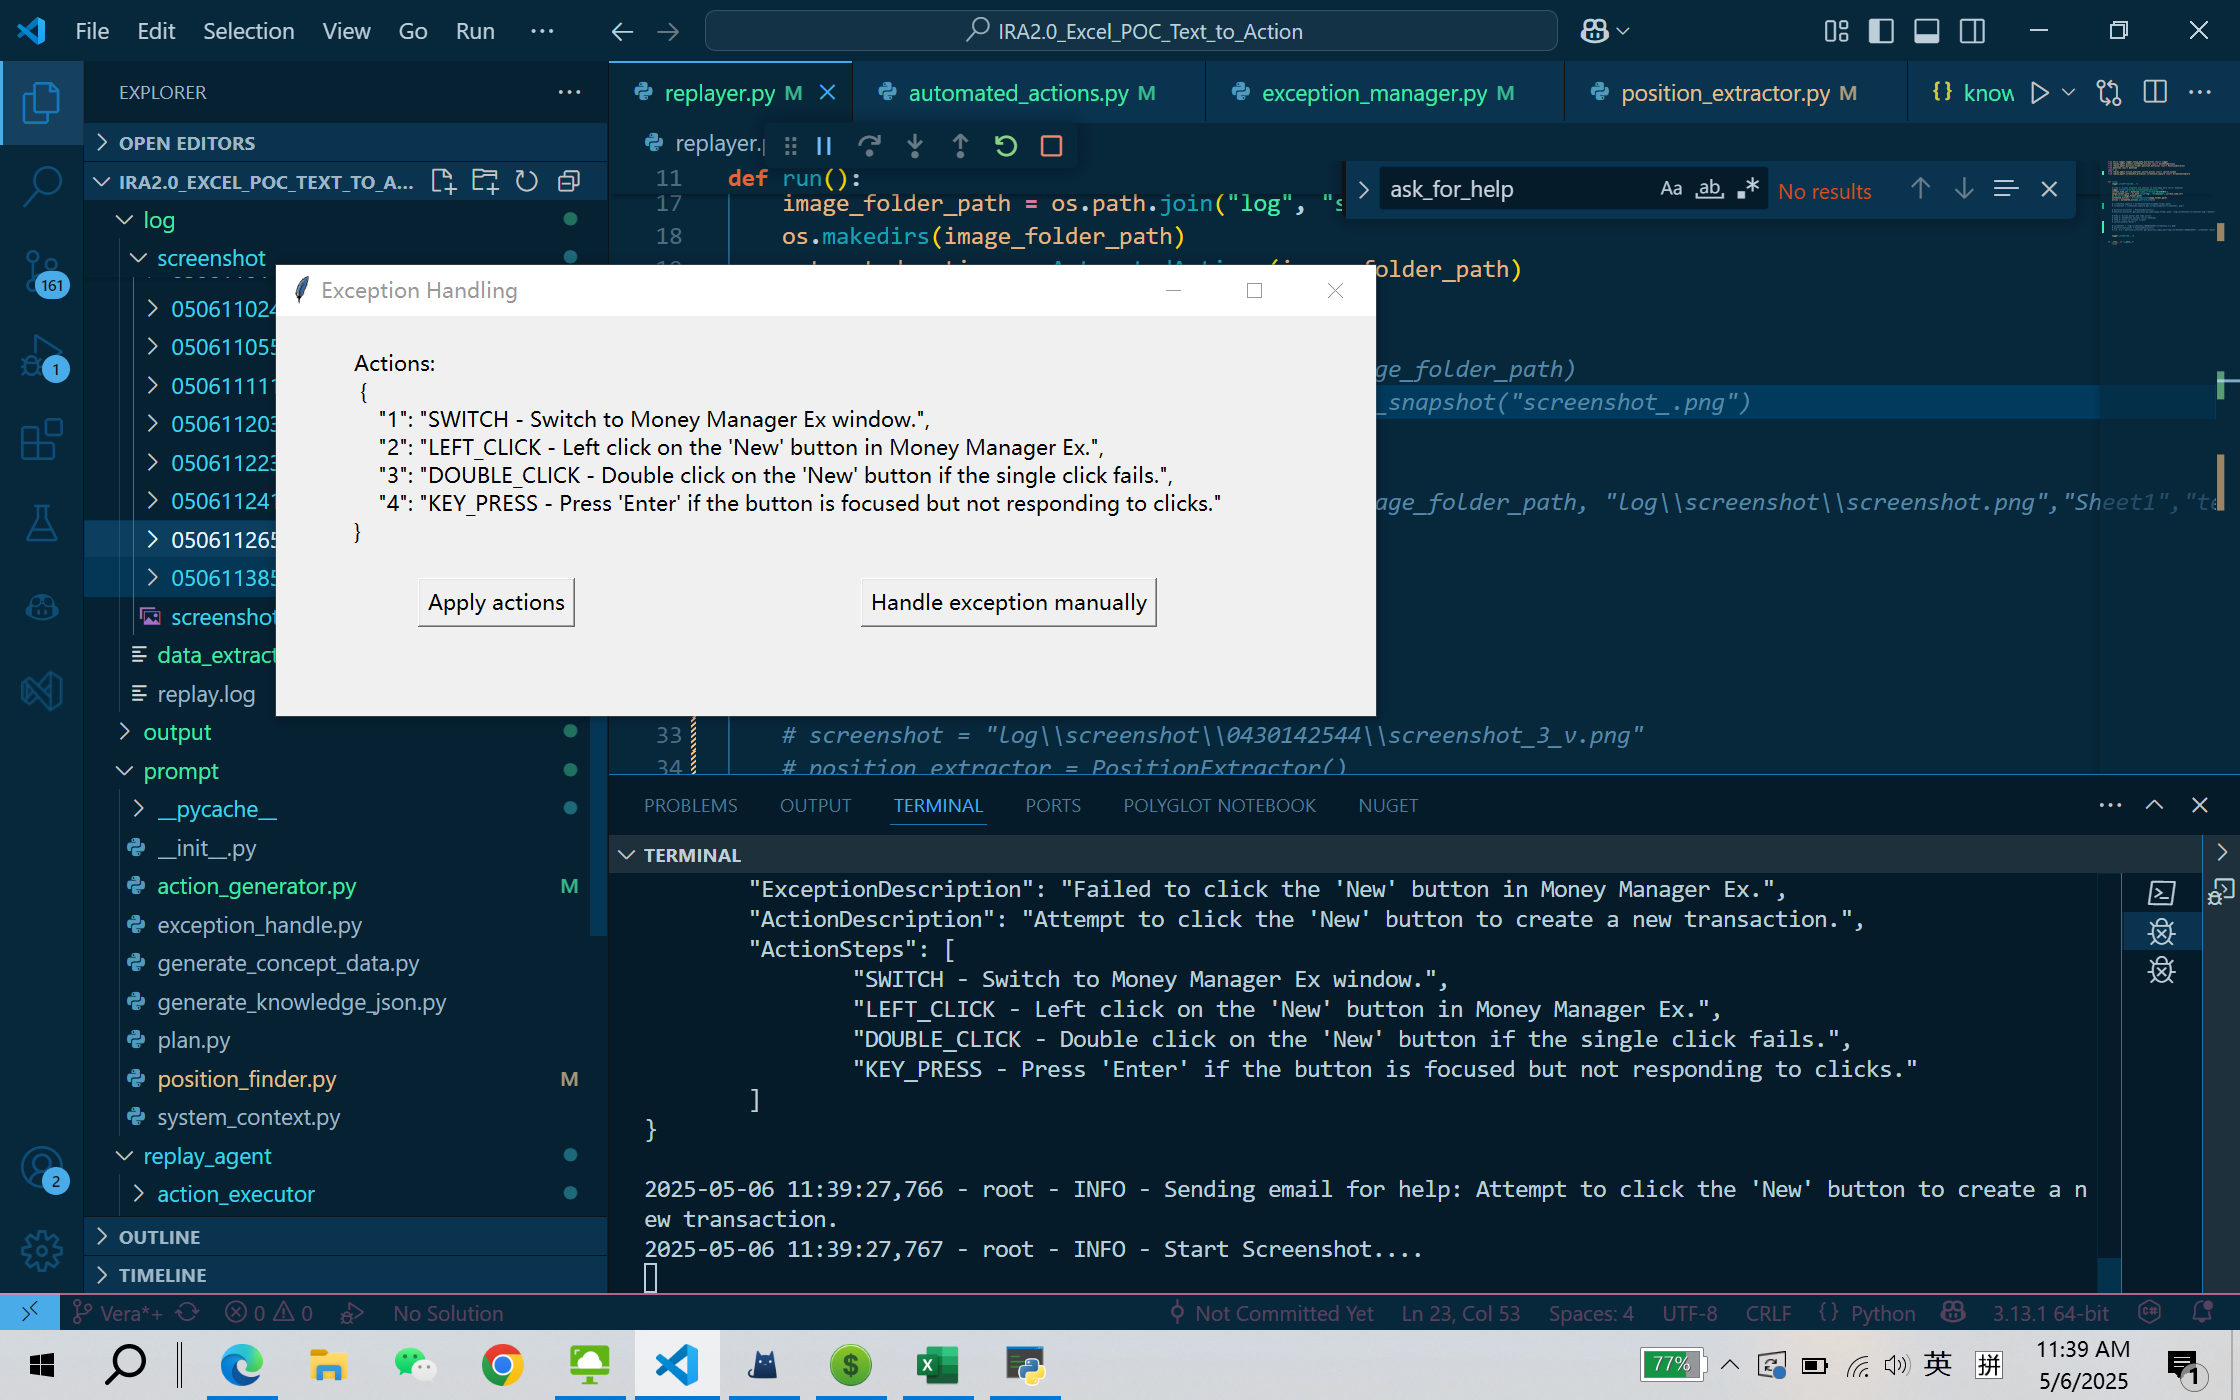 File Edit Selection View Go Run ···
IRA2.0_Excel_POC_Text_to_Action
EXPLORER
OPEN EDITORS
IRA2.0_EXCEL_POC_TEXT_TO_A...
log
screenshot
050611024
050611055
050611111
050611203
050611223
050611241
050611265
050611385
screenshot
data_extract
replay.log
output
prompt
__pycache__
__init__.py
action_generator.py M
exception_handle.py
generate_concept_data.py
generate_knowledge_json.py
plan.py
position_finder.py M
system_context.py
replay_agent
action_executor
OUTLINE
TIMELINE
161
1
2
replayer.py M automated_actions.py M exception_manager.py M position_extractor.py M {} know
replayer.p
ask_for_help Aa ab .* No results
11 def run():
17 image_folder_path = os.path.join("log", "s
18 os.makedirs(image_folder_path)
folder_path)
ge_folder_path)
_snapshot("screenshot_.png")
age_folder_path, "log\\screenshot\\screenshot.png","Sheet1","te
33 # screenshot = "log\\screenshot\\0430142544\\screenshot_3_v.png"
34 # position_extractor = PositionExtractor()
Exception Handling
Actions:
{
"1": "SWITCH - Switch to Money Manager Ex window.",
"2": "LEFT_CLICK - Left click on the 'New' button in Money Manager Ex.",
"3": "DOUBLE_CLICK - Double click on the 'New' button if the single click fails.",
"4": "KEY_PRESS - Press 'Enter' if the button is focused but not responding to clicks."
}
Apply actions Handle exception manually
PROBLEMS OUTPUT TERMINAL PORTS POLYGLOT NOTEBOOK NUGET
TERMINAL
"ExceptionDescription": "Failed to click the 'New' button in Money Manager Ex.",
"ActionDescription": "Attempt to click the 'New' button to create a new transaction.",
"ActionSteps": [
"SWITCH - Switch to Money Manager Ex window.",
"LEFT_CLICK - Left click on the 'New' button in Money Manager Ex.",
"DOUBLE_CLICK - Double click on the 'New' button if the single click fails.",
"KEY_PRESS - Press 'Enter' if the button is focused but not responding to clicks."
]
}
2025-05-06 11:39:27,766 - root - INFO - Sending email for help: Attempt to click the 'New' button to create a n
ew transaction.
2025-05-06 11:39:27,767 - root - INFO - Start Screenshot....
Vera*+ 0 0 No Solution Not Committed Yet Ln 23, Col 53 Spaces: 4 UTF-8 CRLF {} Python 3.13.1 64-bit
77% 英 拼 11:39 AM
5/6/2025
1